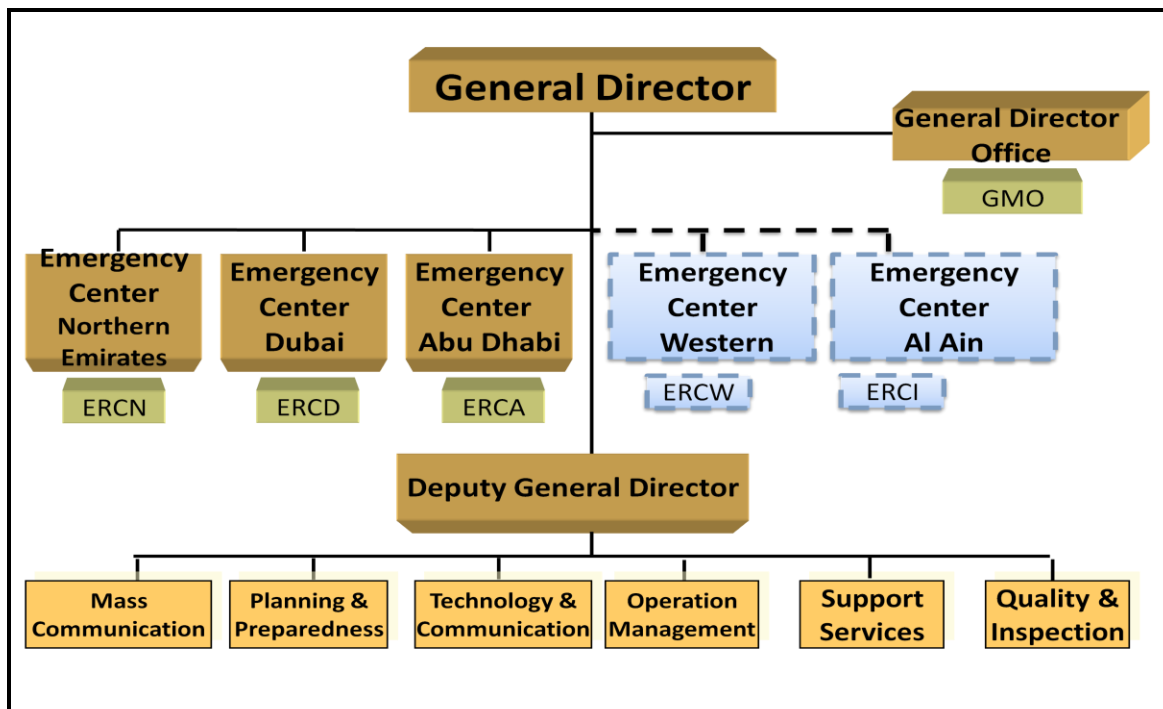 General Director
General Director
Office
GMO
Emergency
Center
Northern
Emirates
ERCN
Emergency
Center
Dubai
ERCD
Emergency
Center
Abu Dhabi
ERCA
Emergency
Center
Western
ERCW
Emergency
Center
Al Ain
ERCI
Deputy General Director
Mass
Communication
Planning &
Preparedness
Technology &
Communication
Operation
Management
Support
Services
Quality &
Inspection